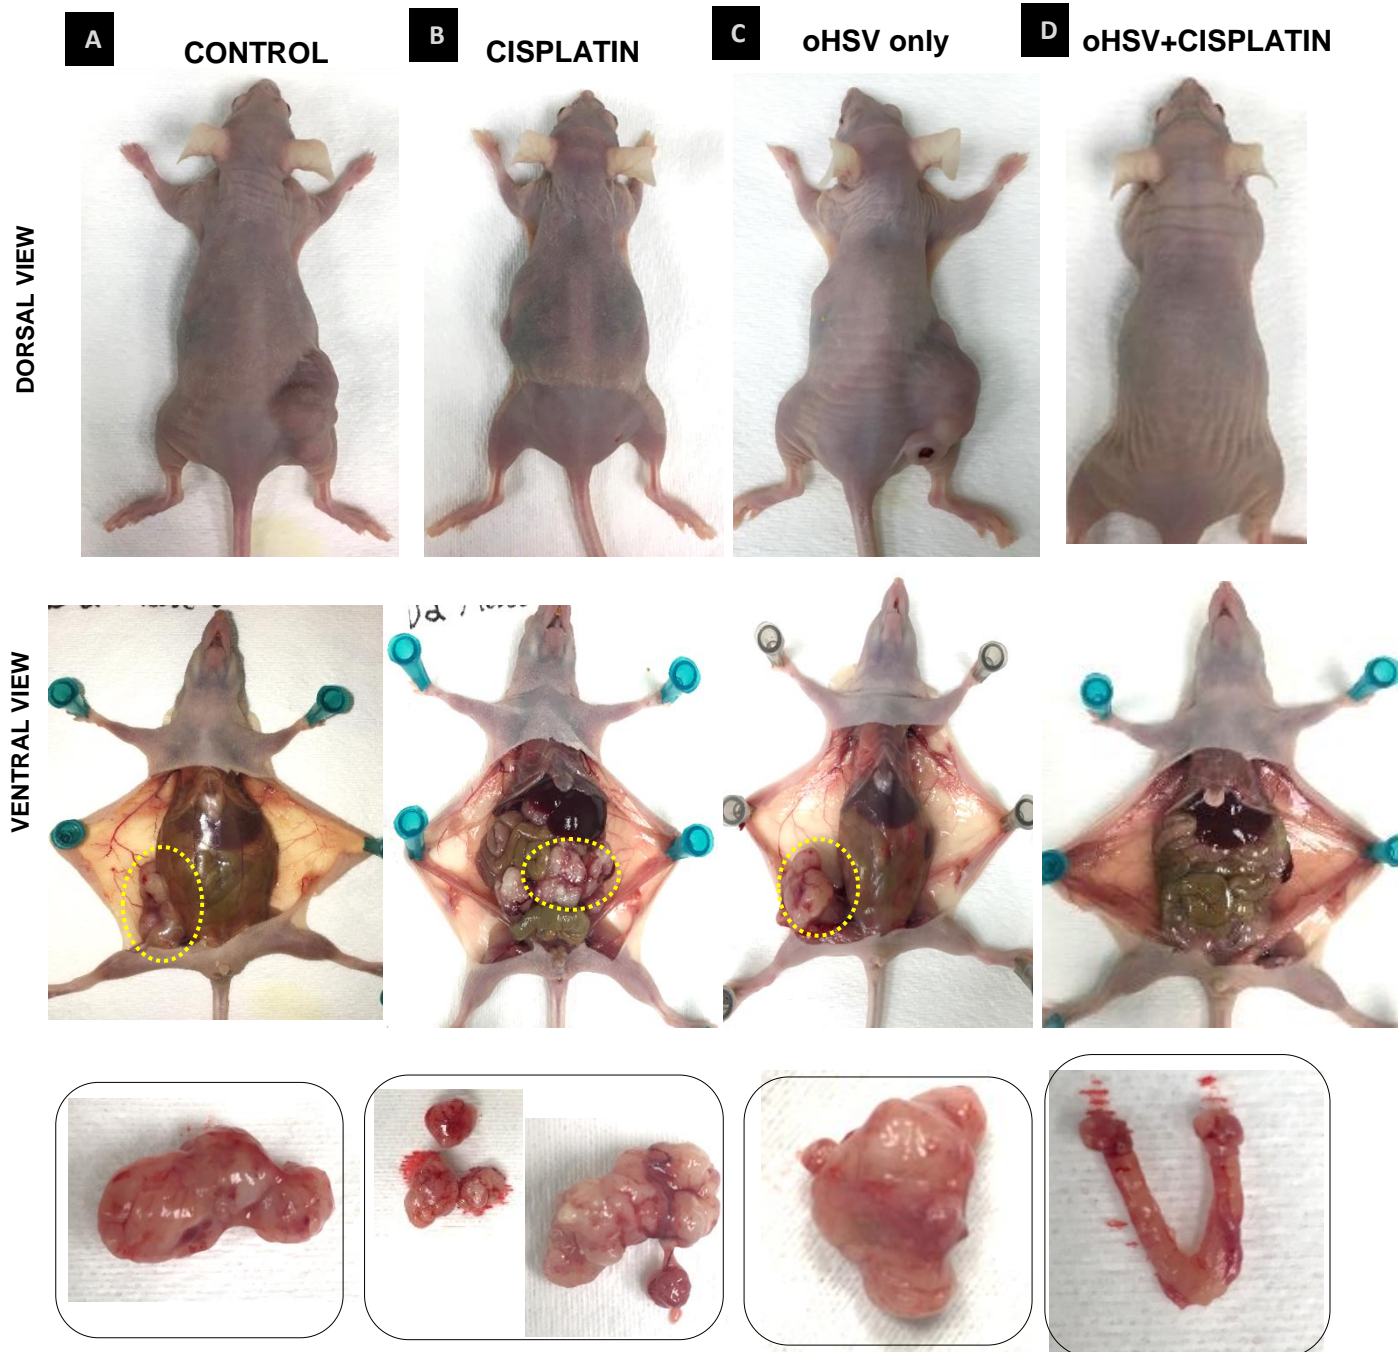 A
CONTROL
B
CISPLATIN
C
oHSV only
D
oHSV+CISPLATIN
DORSAL VIEW
VENTRAL VIEW